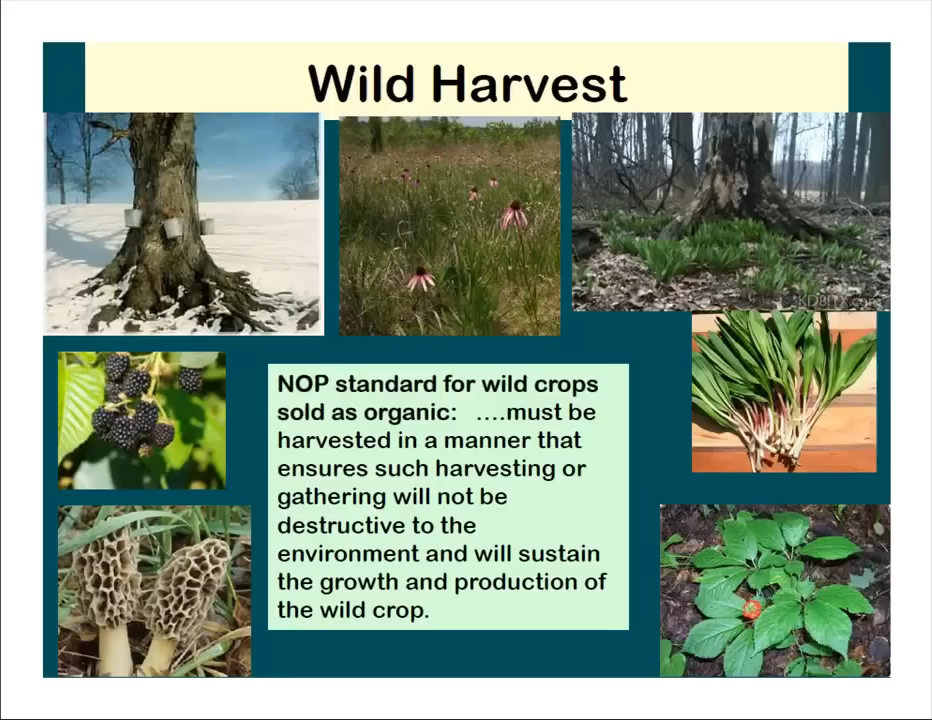 Wild Harvest
NOP standard for wild crops
sold as organic:   ….must be
harvested in a manner that
ensures such harvesting or
gathering will not be
destructive to the
environment and will sustain
the growth and production of
the wild crop.